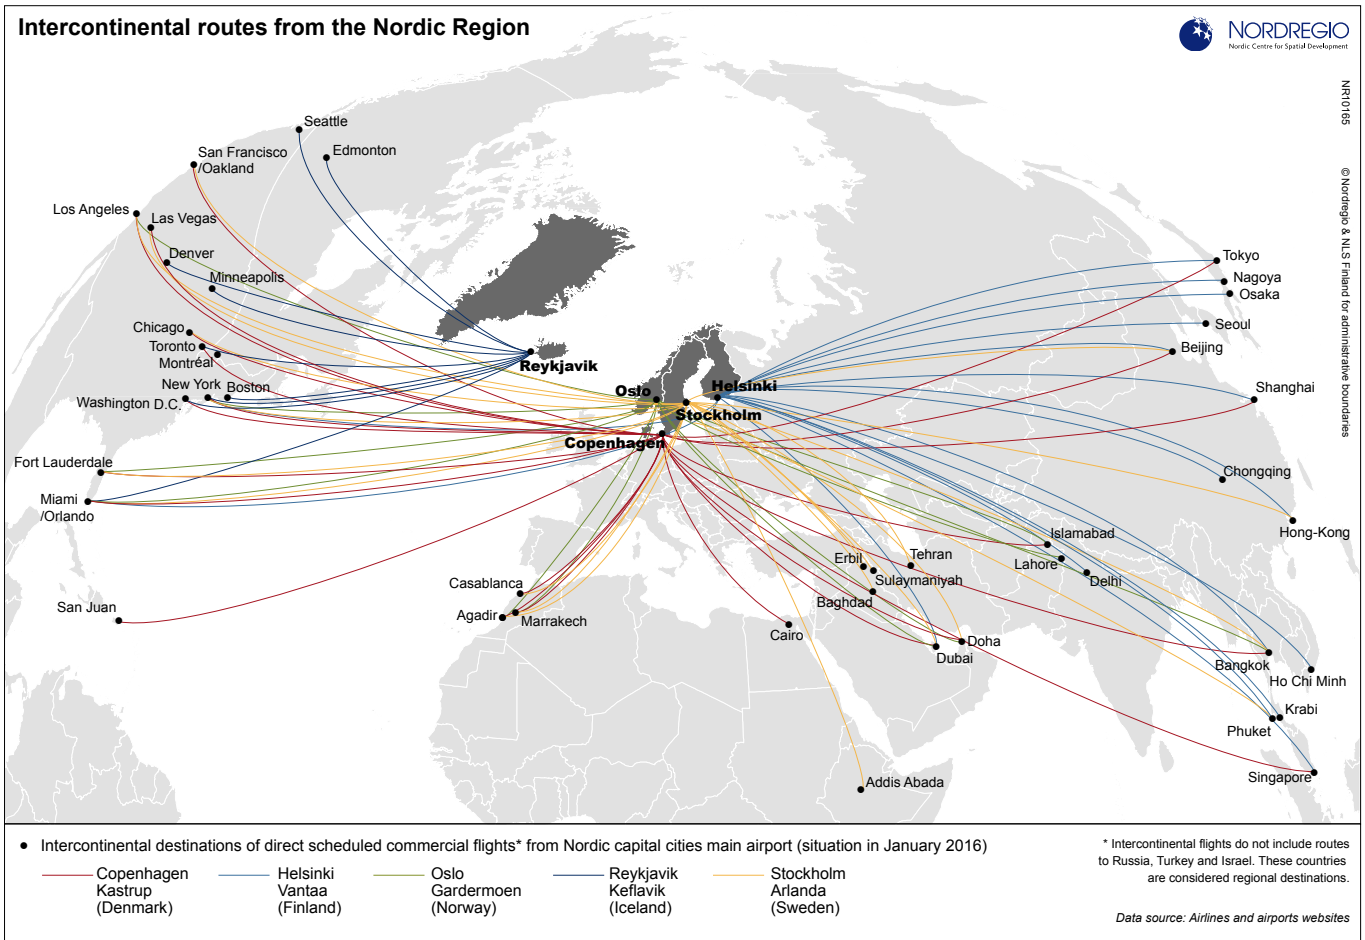 Intercontinental routes from the Nordic Region
NORDREGIO
Nordic Centre for Spatial Development
NR10165
© Nordregio & NLS Finland for administrative boundaries
Seattle
Edmonton
San Francisco
/Oakland
Los Angeles
Las Vegas
Denver
Minneapolis
Chicago
Toronto
Montréal
New York
Boston
Washington D.C.
Fort Lauderdale
Miami
/Orlando
San Juan
Reykjavik
Oslo
Helsinki
Stockholm
Copenhagen
Casablanca
Agadir
Marrakech
Cairo
Erbil
Tehran
Sulaymaniyah
Baghdad
Doha
Dubai
Addis Abada
Tokyo
Nagoya
Osaka
Seoul
Beijing
Shanghai
Chongqing
Hong-Kong
Islamabad
Lahore
Delhi
Bangkok
Ho Chi Minh
Krabi
Phuket
Singapore
Intercontinental destinations of direct scheduled commercial flights* from Nordic capital cities main airport (situation in January 2016)
Copenhagen
Kastrup
(Denmark)
Helsinki
Vantaa
(Finland)
Oslo
Gardermoen
(Norway)
Reykjavik
Keflavik
(Iceland)
Stockholm
Arlanda
(Sweden)
* Intercontinental flights do not include routes
to Russia, Turkey and Israel. These countries
are considered regional destinations.
Data source: Airlines and airports websites